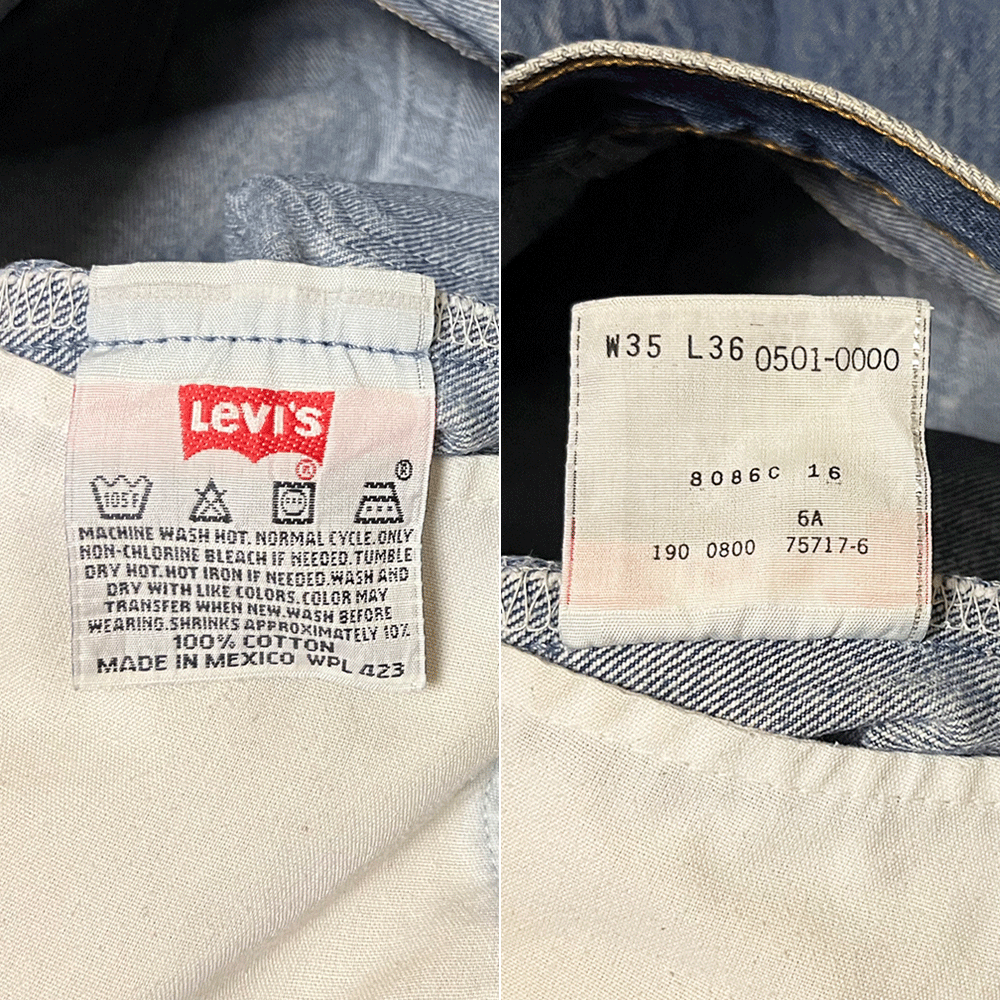 LEVI'S
®
®
105F
MACHINE WASH HOT. NORMAL CYCLE.ONLY
NON-CHLORINE BLEACH IF NEEDED.TUMBLE
DRY HOT.HOT IRON IF NEEDED.WASH AND
DRY WITH LIKE COLORS.COLOR MAY
TRANSFER WHEN NEW.WASH BEFORE
WEARING.SHRINKS APPROXIMATELY 10%
100% COTTON
MADE IN MEXICO WPL 423
W35 L36 0501-0000
8086C 16
6A
190 0800 75717-6